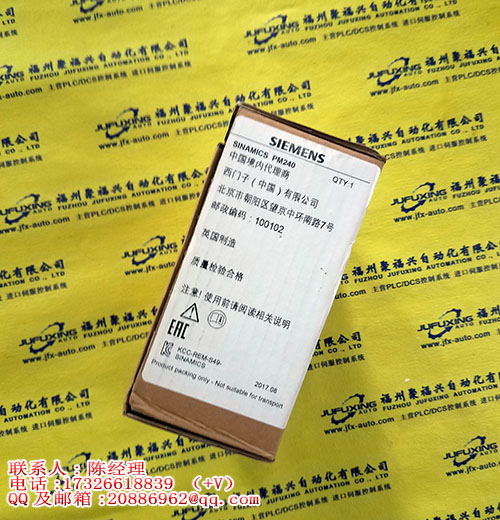 SIEMENS
SINAMICS PM240
QTY:1
中国境内代理商
西门子（中国）有限公司
北京市朝阳区望京中环南路7号
邮政编码：100102
英国制造
质量检验合格
注意！使用前请阅读相关说明
EAC
KCC-REM-S49-
SINAMICS
2017.08
Product packing only - Not suitable for transport
JUFUXING
福州聚福兴自动化有限公司
FUZHOU JUFUXING AUTOMATION CO., LTD
www.jfx-auto.com 主营PLC/DCS控制系统 进口伺服控制系统
联系人：陈经理
电话：17326618839 （+V）
QQ及邮箱：20886962@qq.com